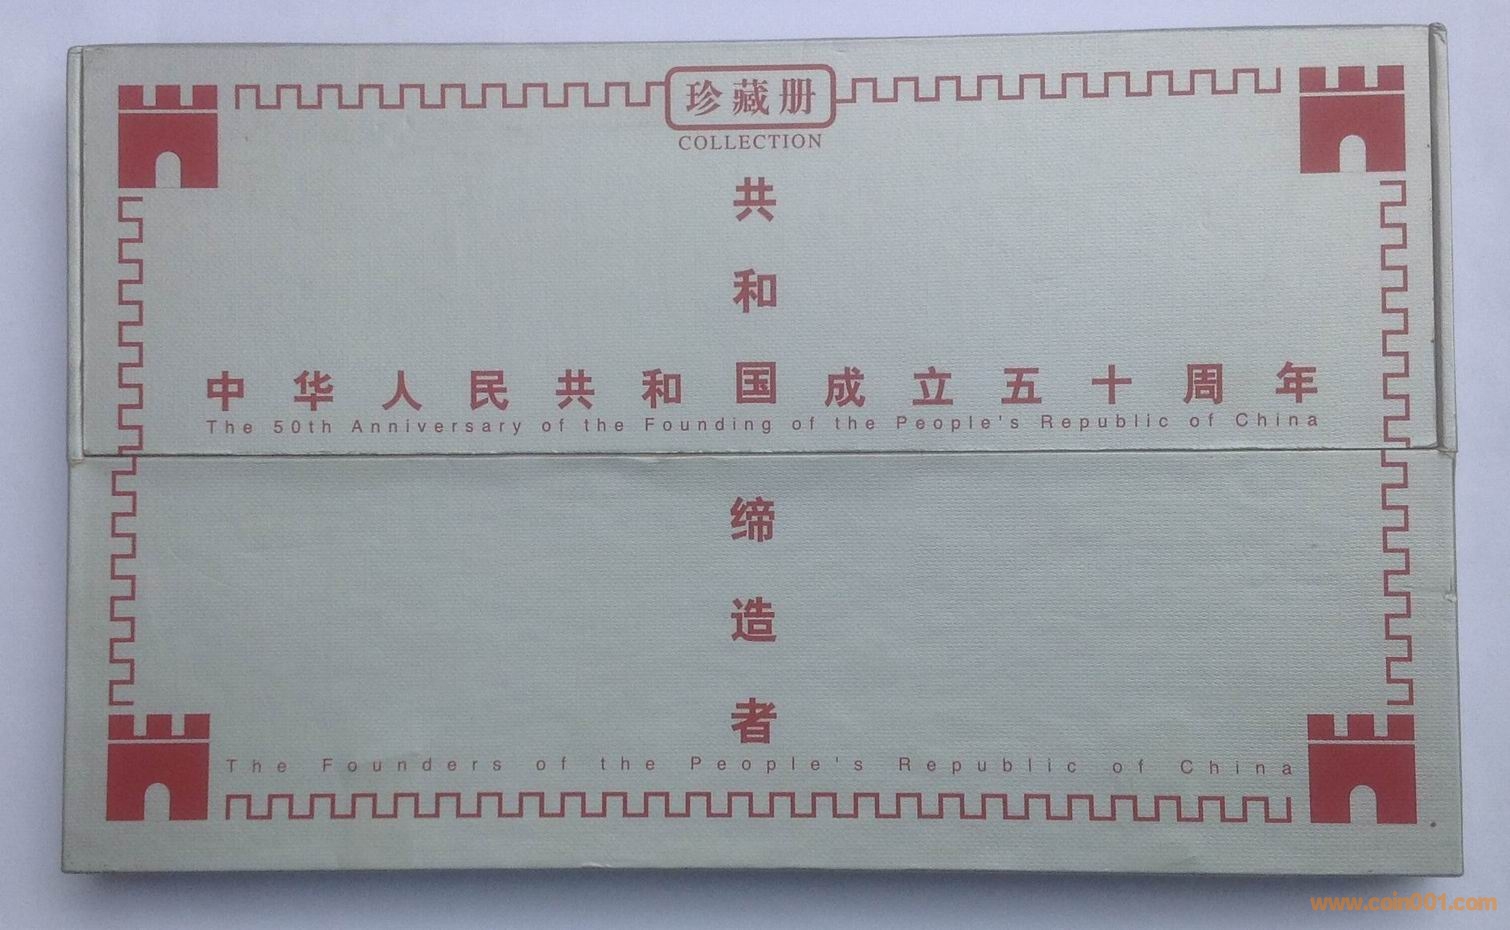 珍藏册
COLLECTION
共
和
中华人民共和国成立五十周年
The 50th Anniversary of the Founding of the People's Republic of China
缔
造
者
The Founders of the People's Republic of China
www.coin001.com